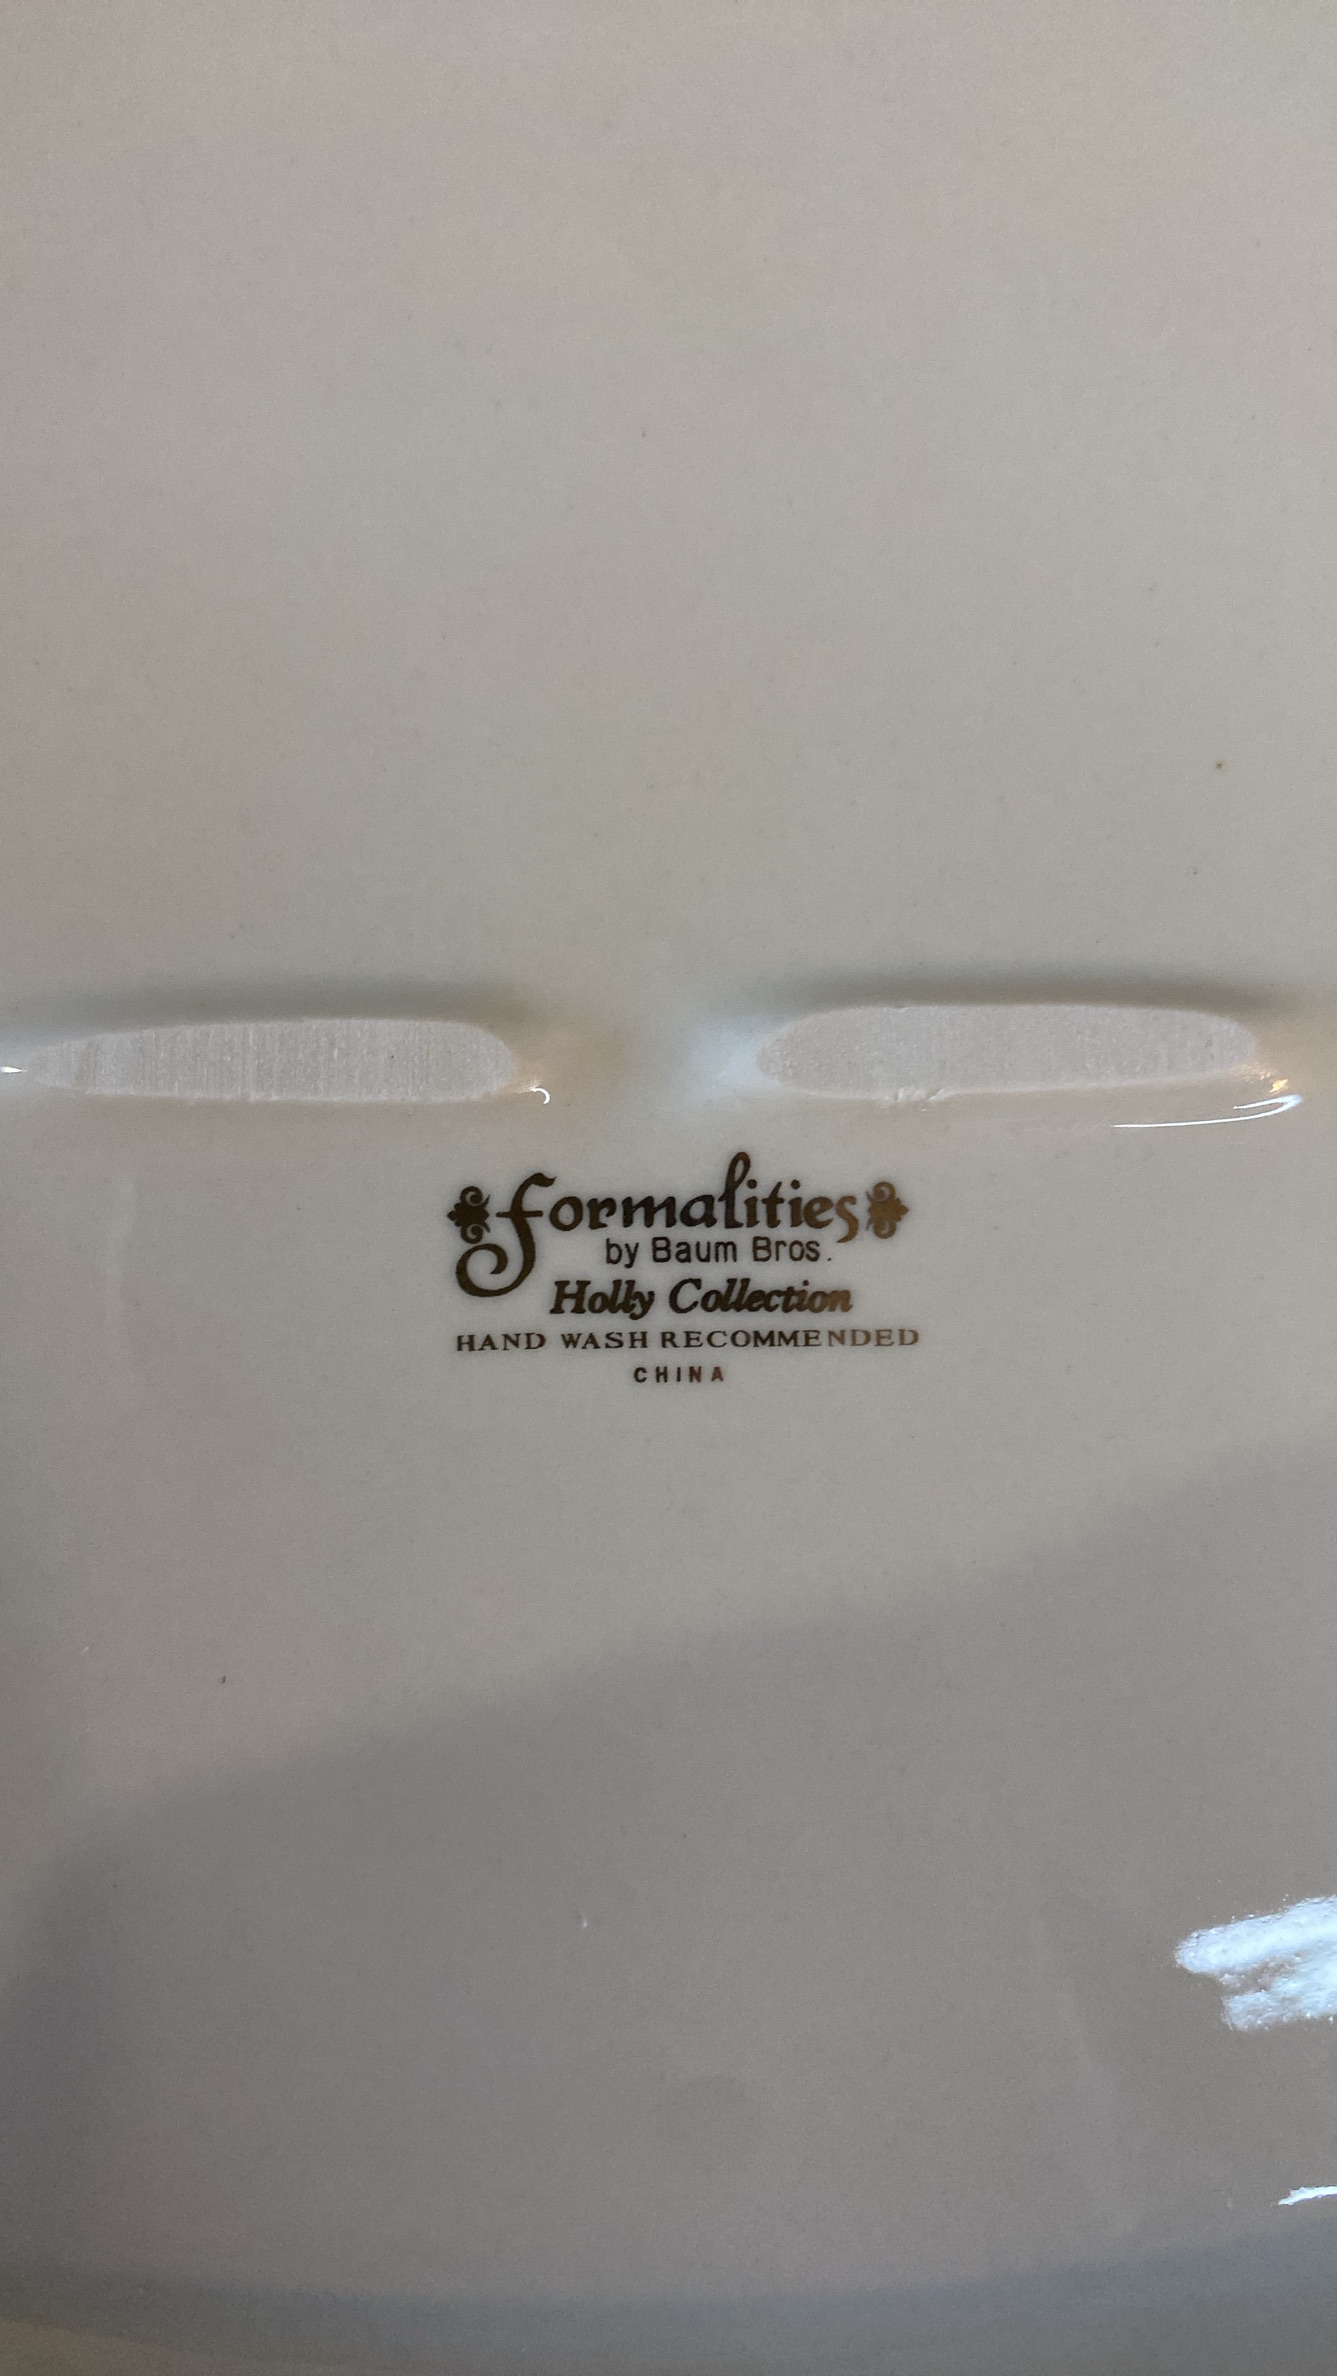 formalities
by Baum Bros.
Holly Collection
HAND WASH RECOMMENDED
CHINA